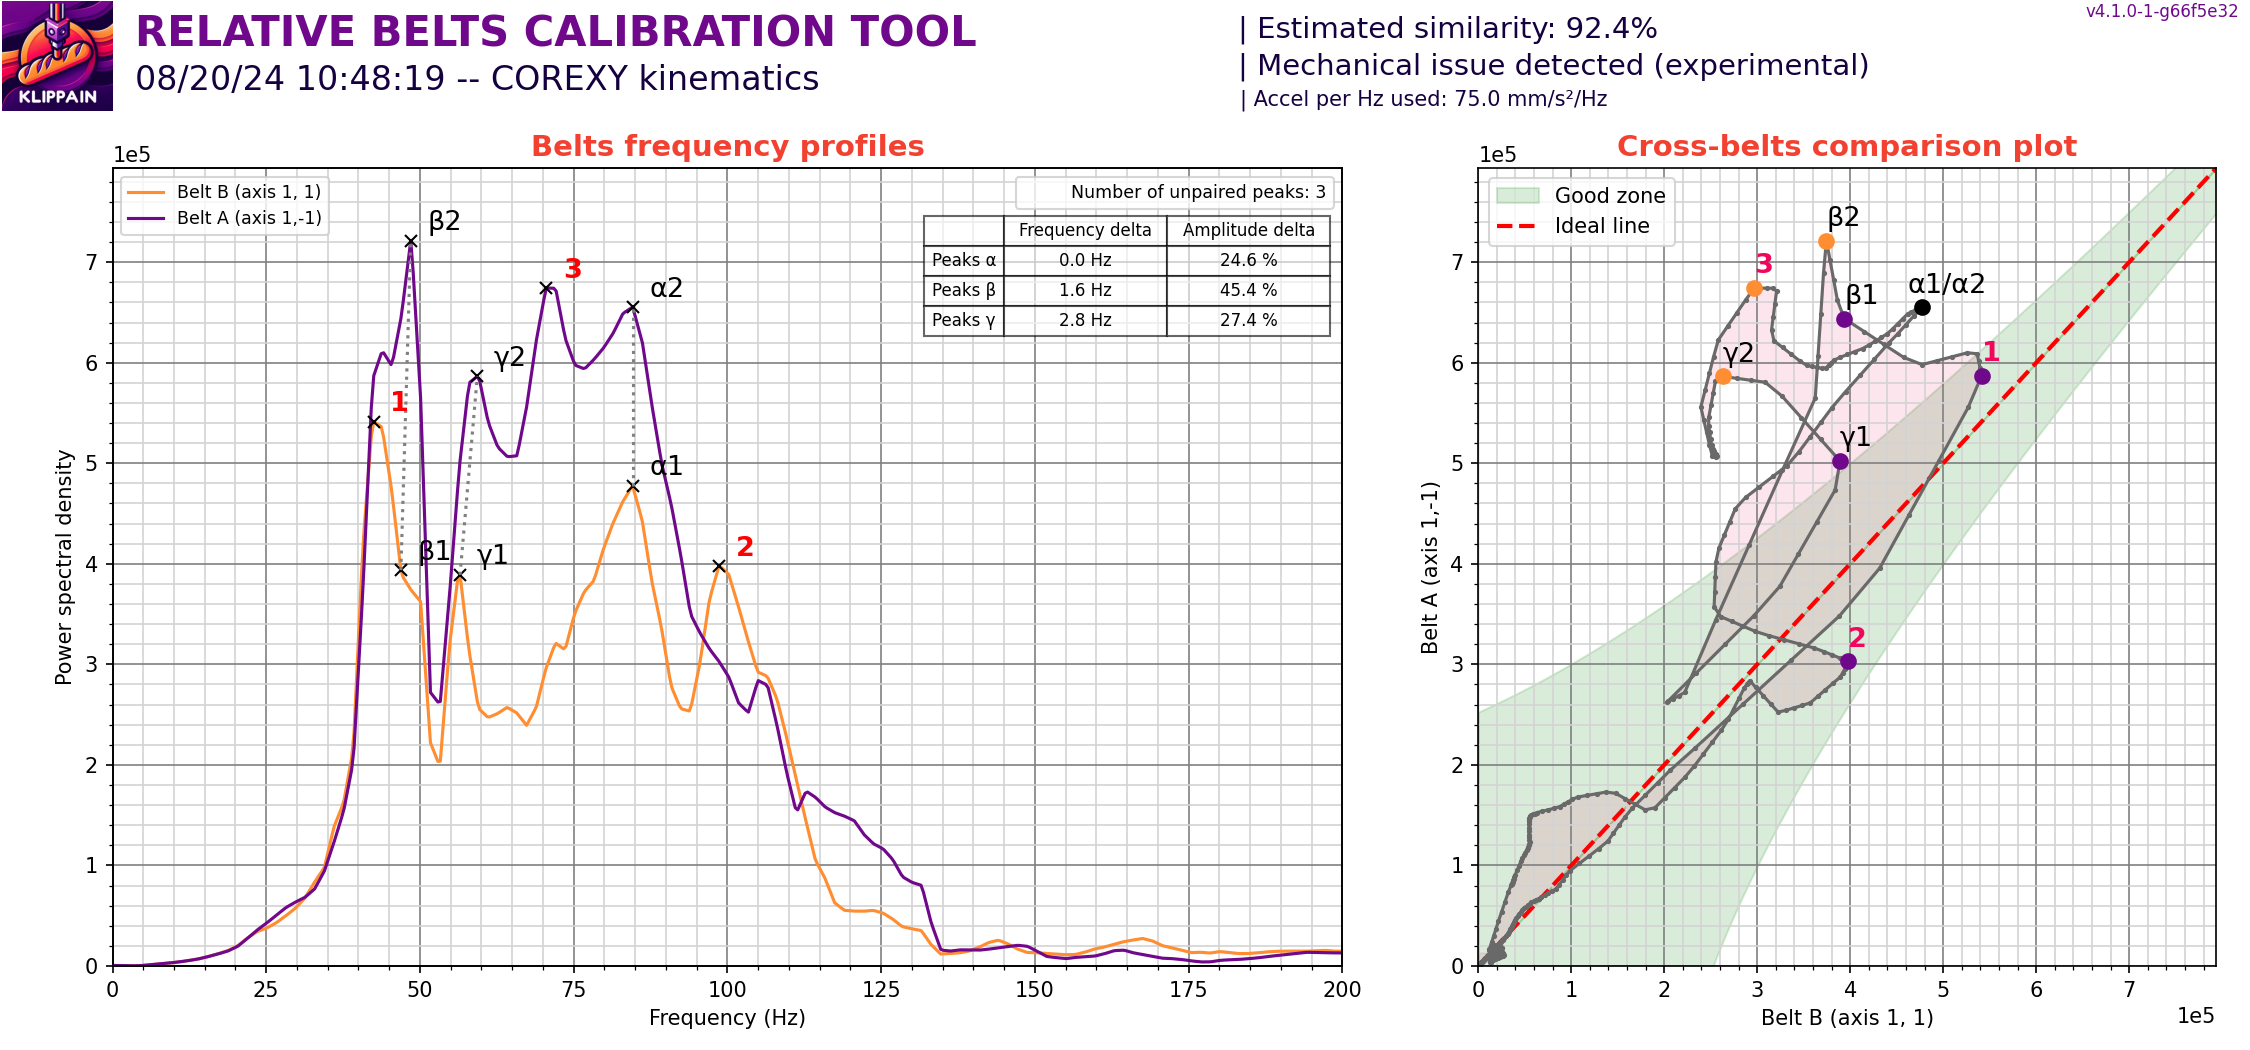 KLIPPAIN
RELATIVE BELTS CALIBRATION TOOL
08/20/24 10:48:19 -- COREXY kinematics
| Estimated similarity: 92.4%
| Mechanical issue detected (experimental)
| Accel per Hz used: 75.0 mm/s²/Hz
v4.1.0-1-g66f5e32
Belts frequency profiles
1e5
Belt B (axis 1, 1)
Belt A (axis 1,-1)
Number of unpaired peaks: 3
Frequency delta Amplitude delta
Peaks α 0.0 Hz 24.6 %
Peaks β 1.6 Hz 45.4 %
Peaks γ 2.8 Hz 27.4 %
β2
3
α2
γ2
1
α1
β1
γ1
2
Power spectral density
7
6
5
4
3
2
1
0
0 25 50 75 100 125 150 175 200
Frequency (Hz)
Cross-belts comparison plot
1e5
Good zone
Ideal line
β2
3
β1
α1/α2
γ2
1
γ1
2
Belt A (axis 1,-1)
7
6
5
4
3
2
1
0
0 1 2 3 4 5 6 7
Belt B (axis 1, 1)
1e5